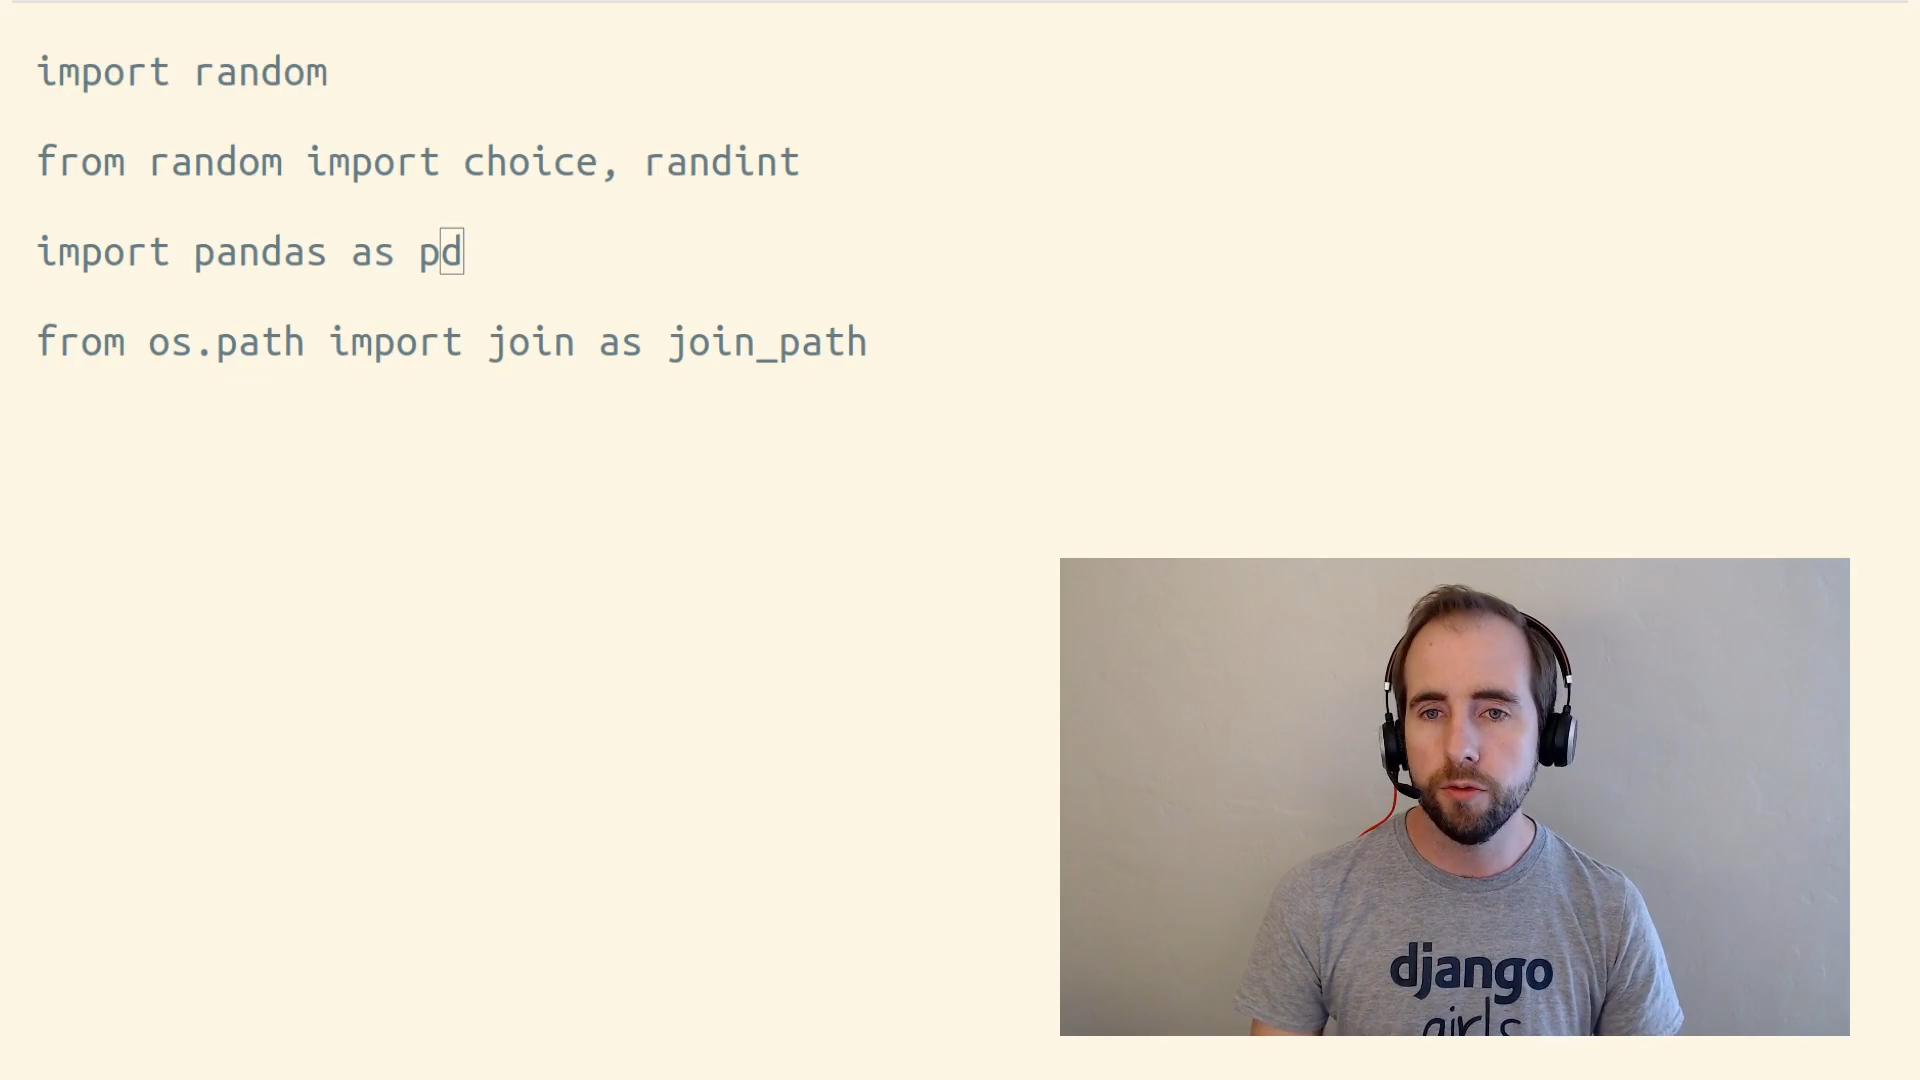 import random
from random import choice, randint
import pandas as pd
from os.path import join as join_path
django
girls